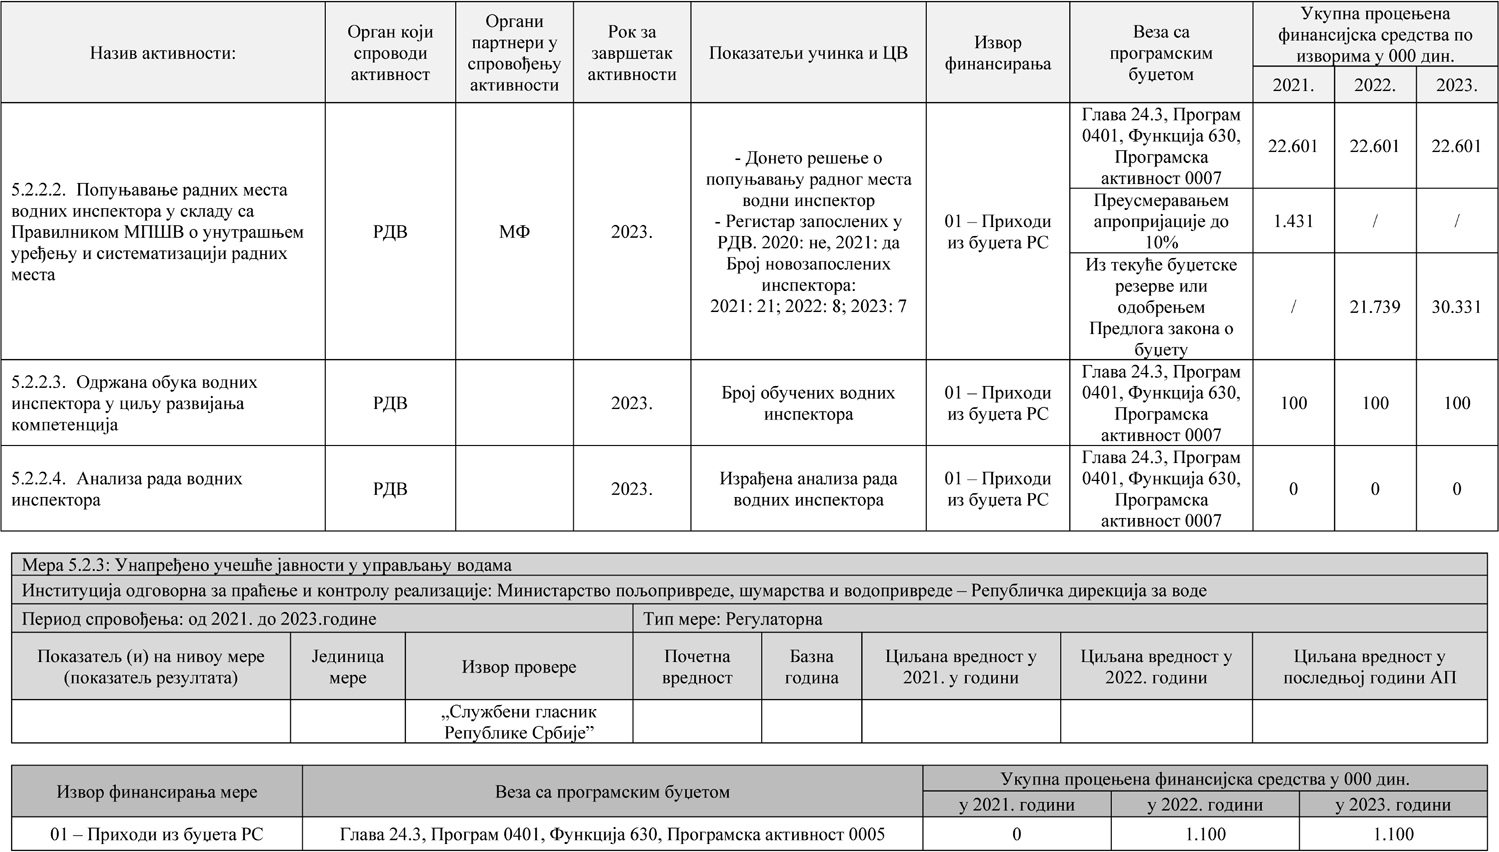 Назив активности:
Орган који
спроводи
активност
Органи
партнери у
спровођењу
активности
Рок за
завршетак
активности
Показатељи учинка и ЦВ
Извор
финансирања
Веза са
програмским
буџетом
Укупна процењена
финансијска средства по
изворима у 000 дин.
2021.
2022.
2023.
5.2.2.2. Попуњавање радних места
водних инспектора у складу са
Правилником МПШВ о унутрашњем
уређењу и систематизацији радних
места
РДВ
МФ
2023.
- Донето решење о
попуњавању радног места
водни инспектор
- Регистар запослених у
РДВ. 2020: не, 2021: да
Број новозапослених
инспектора:
2021: 21; 2022: 8; 2023: 7
01 – Приходи
из буџета РС
Глава 24.3, Програм
0401, Функција 630,
Програмска
активност 0007
22.601
22.601
22.601
Преусмеравањем
апропријације до
10%
1.431
/
/
Из текуће буџетске
резерве или
одобрењем
Предлога закона о
буџету
/
21.739
30.331
5.2.2.3. Одржана обука водних
инспектора у циљу развијања
компетенција
РДВ
2023.
Број обучених водних
инспектора
01 – Приходи
из буџета РС
Глава 24.3, Програм
0401, Функција 630,
Програмска
активност 0007
100
100
100
5.2.2.4. Анализа рада водних
инспектора
РДВ
2023.
Израђена анализа рада
водних инспектора
01 – Приходи
из буџета РС
Глава 24.3, Програм
0401, Функција 630,
Програмска
активност 0007
0
0
0
Мера 5.2.3: Унапређено учешће јавности у управљању водама
Институција одговорна за праћење и контролу реализације: Министарство пољопривреде, шумарства и водопривреде – Републичка дирекција за воде
Период спровођења: од 2021. до 2023.године
Тип мере: Регулаторна
Показатељ (и) на нивоу мере
(показатељ резултата)
Јединица
мере
Извор провере
Почетна
вредност
Базна
година
Циљана вредност у
2021. у години
Циљана вредност у
2022. години
Циљана вредност у
последњој години АП
„Службени гласник
Републике Србије”
Извор финансирања мере
Веза са програмским буџетом
Укупна процењена финансијска средства у 000 дин.
у 2021. години
у 2022. години
у 2023. години
01 – Приходи из буџета РС
Глава 24.3, Програм 0401, Функција 630, Програмска активност 0005
0
1.100
1.100